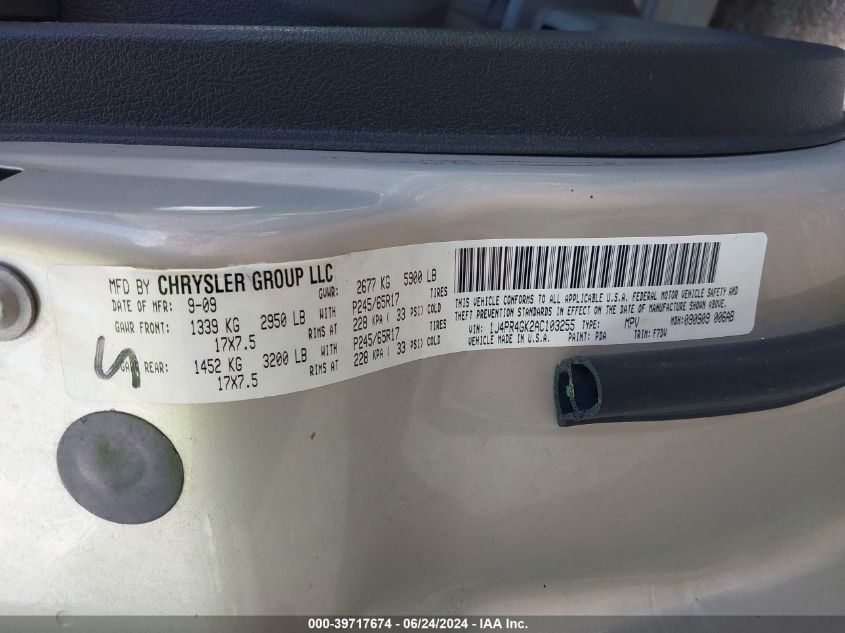 MFD BY CHRYSLER GROUP LLC
DATE OF MFR: 9-09 GVWR: 2677 KG 5900 LB
GAWR FRONT: 1339 KG 2950 LB WITH P245/65R17 TIRES
17X7.5 RIMS AT 228 KPA ( 33 PSI) COLD
GAWR REAR: 1452 KG 3200 LB WITH P245/65R17 TIRES
17X7.5 RIMS AT 228 KPA ( 33 PSI) COLD
THIS VEHICLE CONFORMS TO ALL APPLICABLE U.S.A. FEDERAL MOTOR VEHICLE SAFETY AND
THEFT PREVENTION STANDARDS IN EFFECT ON THE DATE OF MANUFACTURE SHOWN ABOVE.
VIN: 1J4PR4GK2AC103255 TYPE: MPV MDH:090909 006AB
MADE IN U.S.A. PAINT: PDA TRIM: F7DV
000-39717674 / 06/24/2024 - IAA Inc.